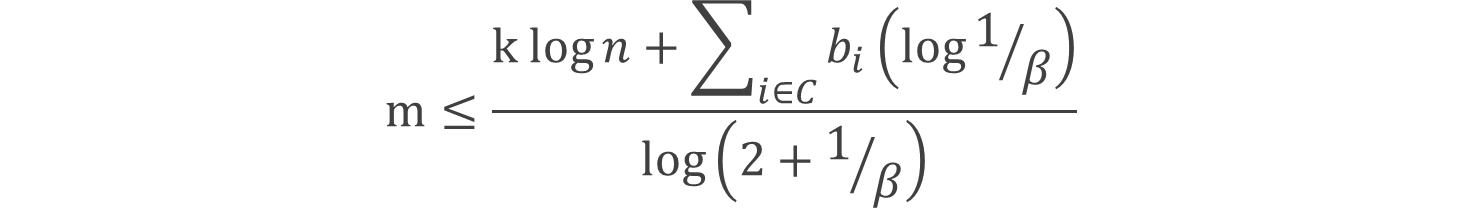 m ≤ (k log n + ∑_{i∈C} b_i (log 1/β)) / (log (2 + 1/β))